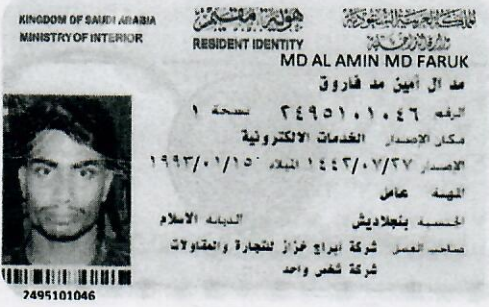 KINGDOM OF SAUDI ARABIA
هوية مقيم
المملكة العربية السعودية
MINISTRY OF INTERIOR
RESIDENT IDENTITY
وزارة الداخلية
MD AL AMIN MD FARUK
مد ال أمين مد فاروق
الرقم ٢٤٩٥١٠١٠٤٦ نسخة ١
مكان الإصدار الخدمات الالكترونية
الإصدار ١٤٤٣/٠٧/٢٧ الميلاد ١٩٩٣/٠١/١٥
المهنة عامل
الجنسية بنجلاديش الديانة الاسلام
صاحب العمل شركة ابراج خزاز للتجارة والمقاولات
شركة شخص واحد
2495101046